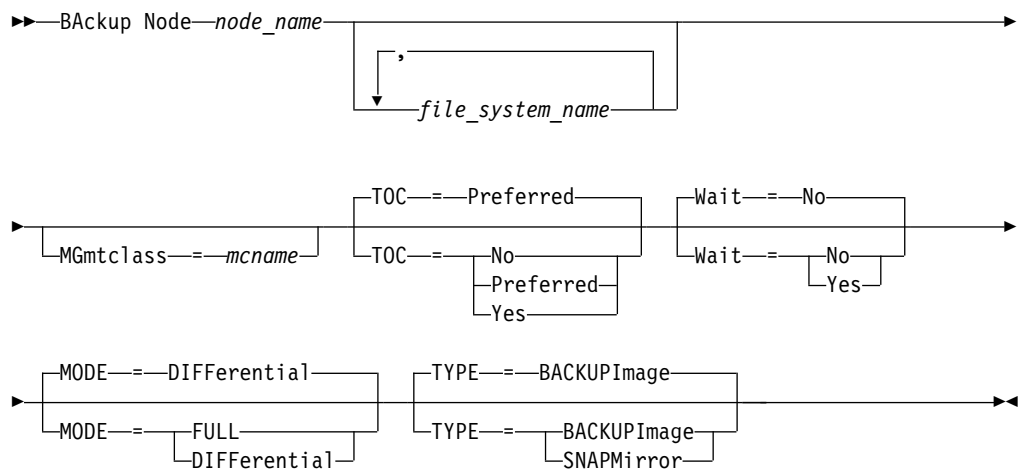 BAckup Node node_name
,
file_system_name
TOC = Preferred Wait = No
MGmtclass = mcname TOC = No Wait = No
Preferred Yes
Yes
MODE = DIFFerential TYPE = BACKUPImage
MODE = FULL TYPE = BACKUPImage
DIFFerential SNAPMirror